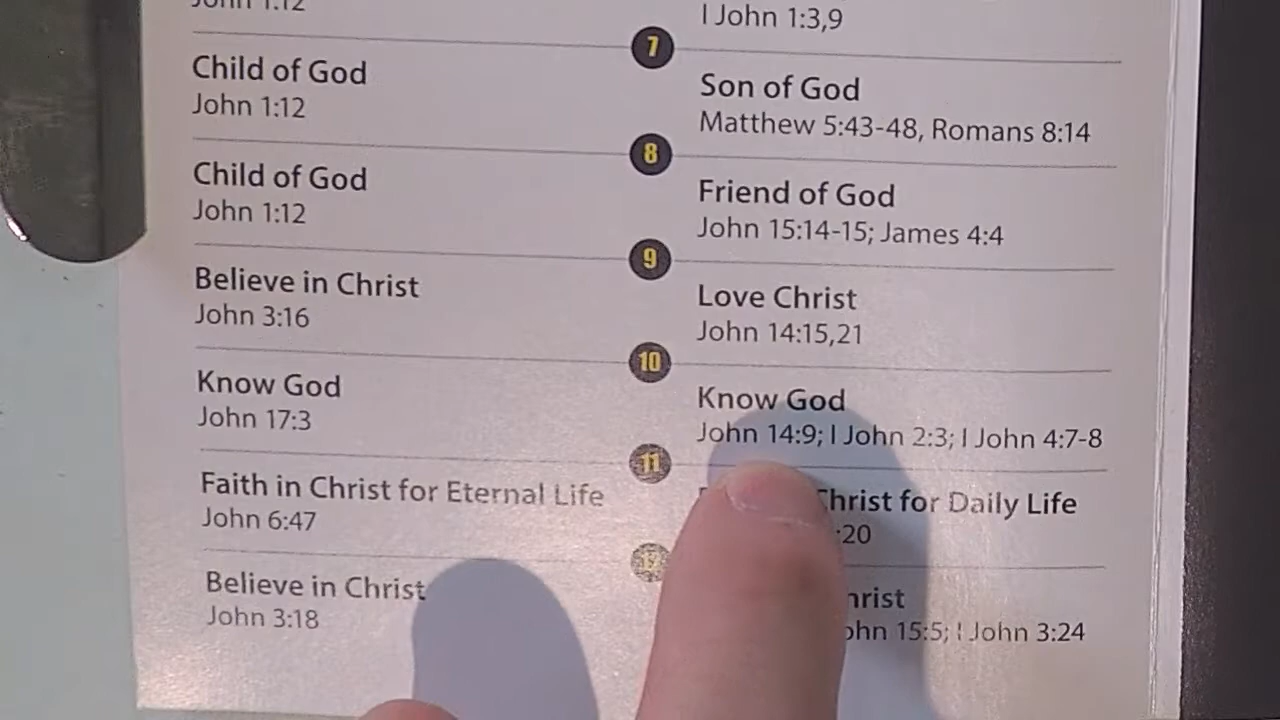 John 1:12
I John 1:3,9
7
Child of God
John 1:12
Son of God
Matthew 5:43-48, Romans 8:14
8
Child of God
John 1:12
Friend of God
John 15:14-15; James 4:4
9
Believe in Christ
John 3:16
Love Christ
John 14:15,21
10
Know God
John 17:3
Know God
John 14:9; I John 2:3; I John 4:7-8
11
Faith in Christ for Eternal Life
John 6:47
Christ for Daily Life
:20
12
Believe in Christ
John 3:18
hrist
ohn 15:5; I John 3:24